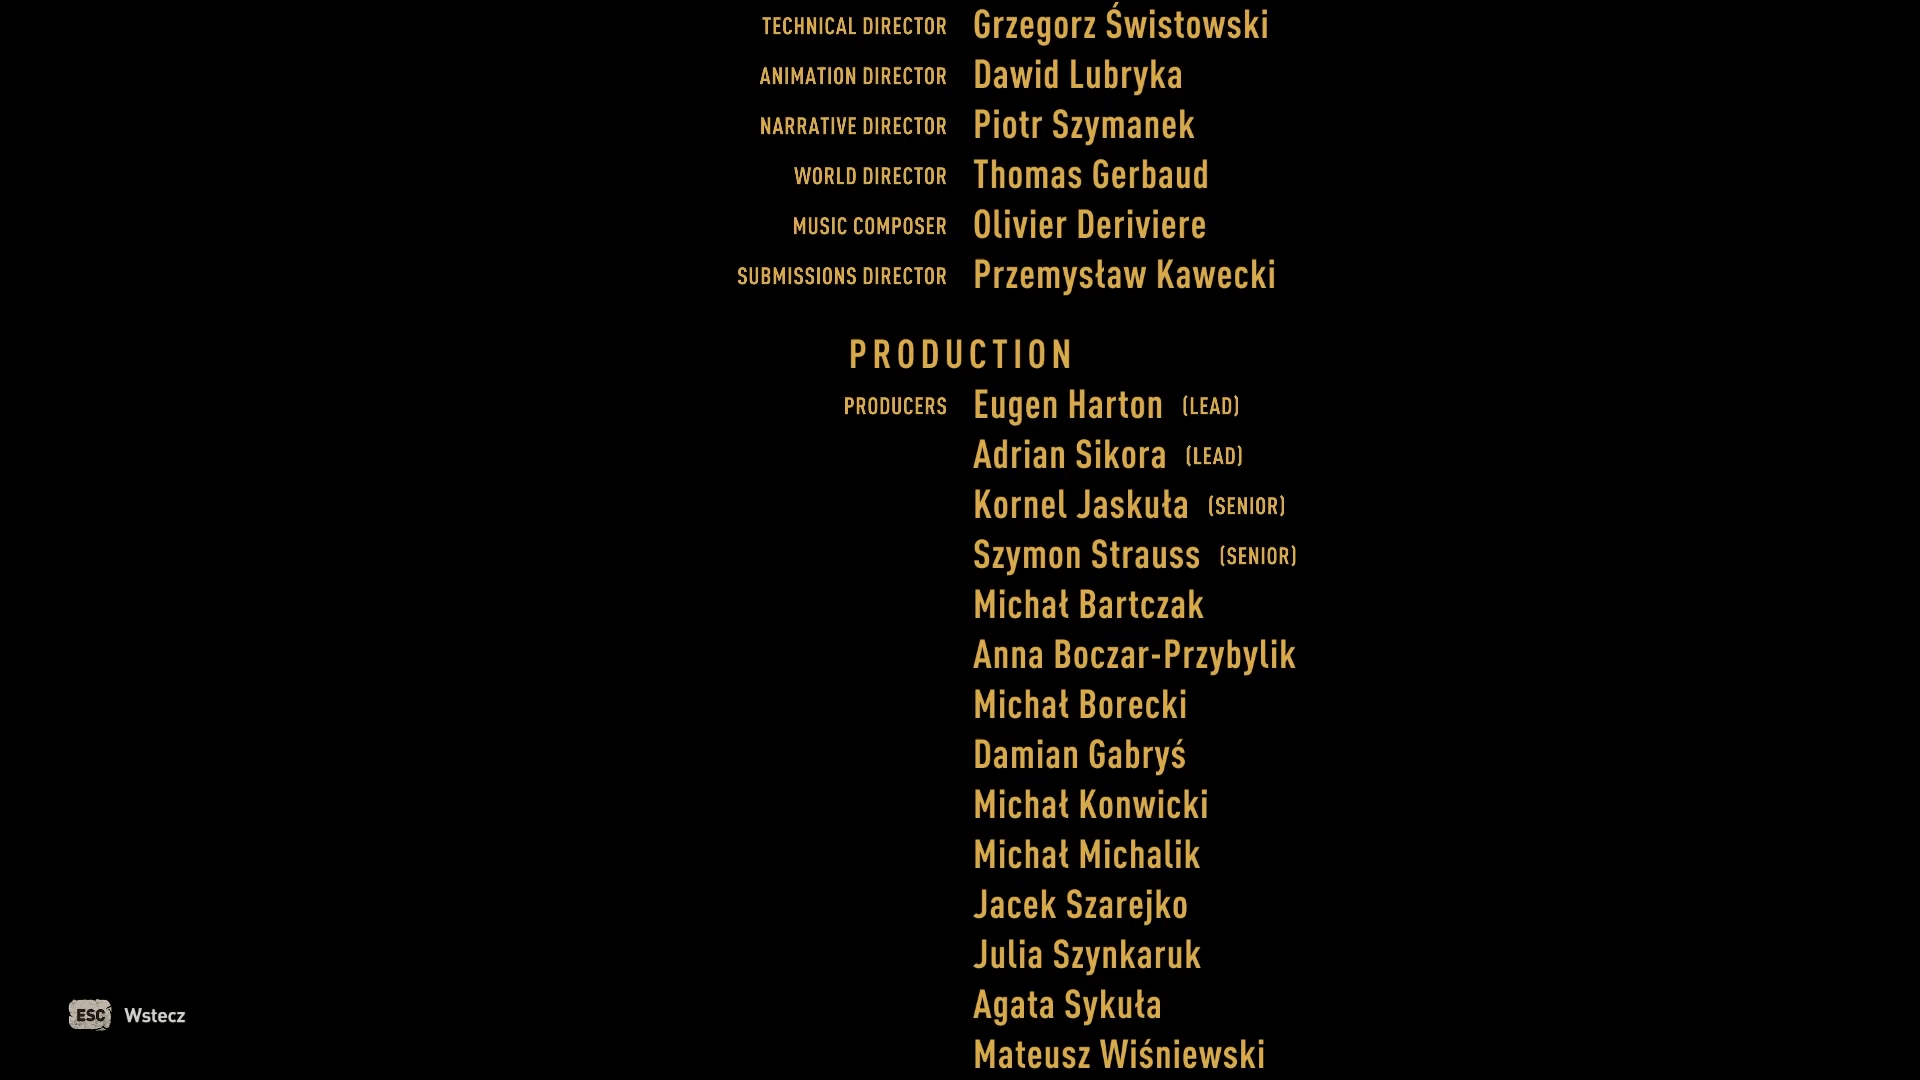 TECHNICAL DIRECTOR Grzegorz Świstowski
ANIMATION DIRECTOR Dawid Lubryka
NARRATIVE DIRECTOR Piotr Szymanek
WORLD DIRECTOR Thomas Gerbaud
MUSIC COMPOSER Olivier Deriviere
SUBMISSIONS DIRECTOR Przemysław Kawecki
PRODUCTION
PRODUCERS Eugen Harton (LEAD)
Adrian Sikora (LEAD)
Kornel Jaskuła (SENIOR)
Szymon Strauss (SENIOR)
Michał Bartczak
Anna Boczar-Przybylik
Michał Borecki
Damian Gabryś
Michał Konwicki
Michał Michalik
Jacek Szarejko
Julia Szynkaruk
Agata Sykuła
Mateusz Wiśniewski
ESC Wstecz